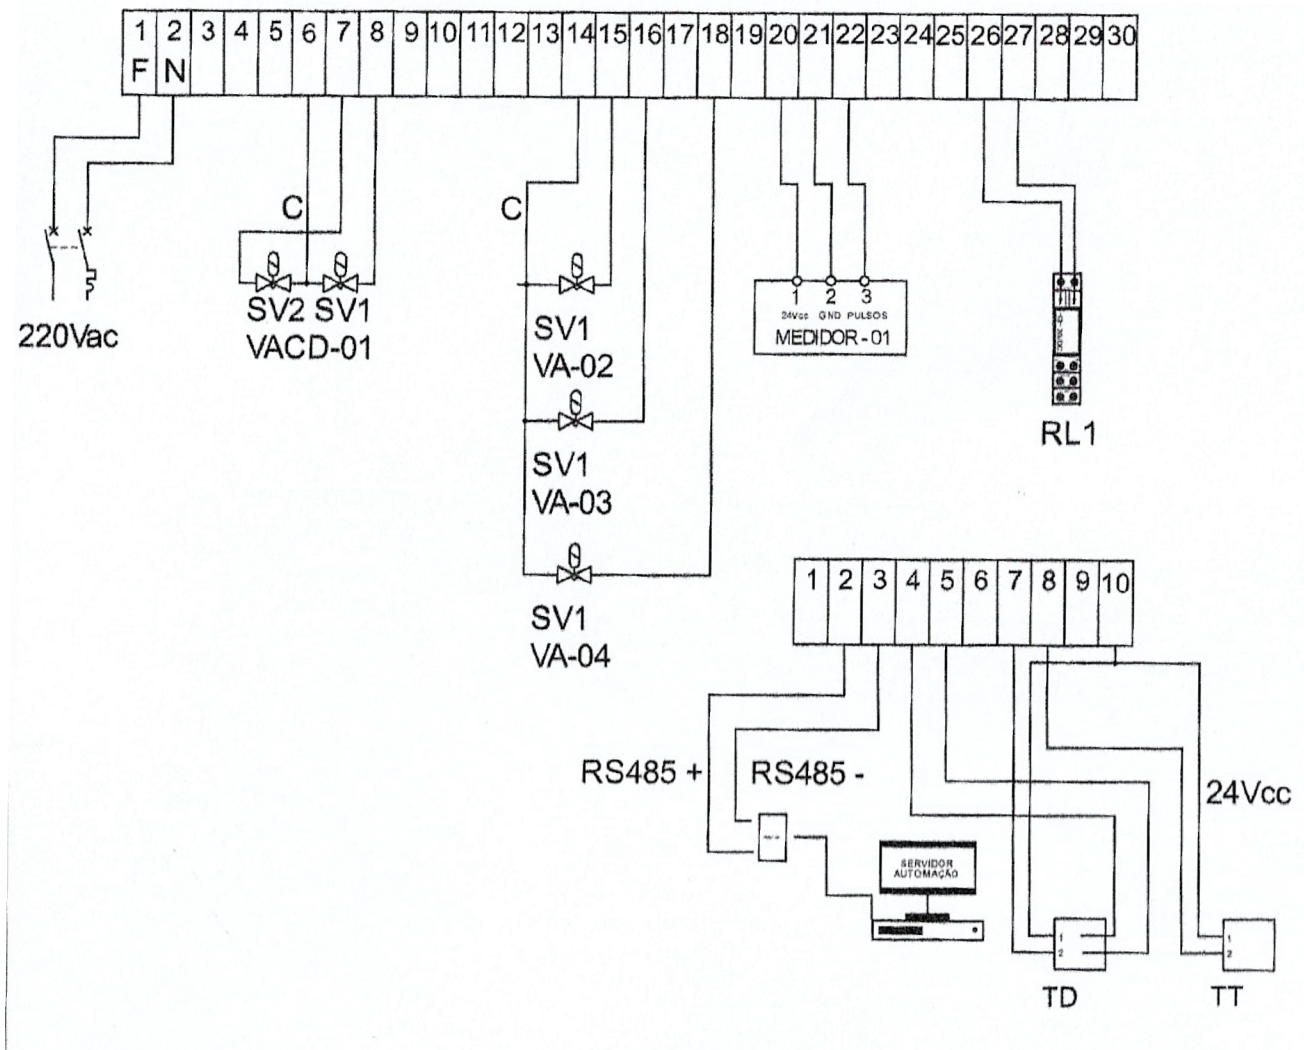 1 2 3 4 5 6 7 8 9 10 11 12 13 14 15 16 17 18 19 20 21 22 23 24 25 26 27 28 29 30
F N
C
C
220Vac
SV2 SV1
VACD-01
SV1
VA-02
SV1
VA-03
SV1
VA-04
1 2 3
24Vcc GND PULSOS
MEDIDOR-01
RL1
1 2 3 4 5 6 7 8 9 10
RS485 +
RS485 -
24Vcc
SERVIDOR
AUTOMAÇÃO
1
2
TD
1
2
TT